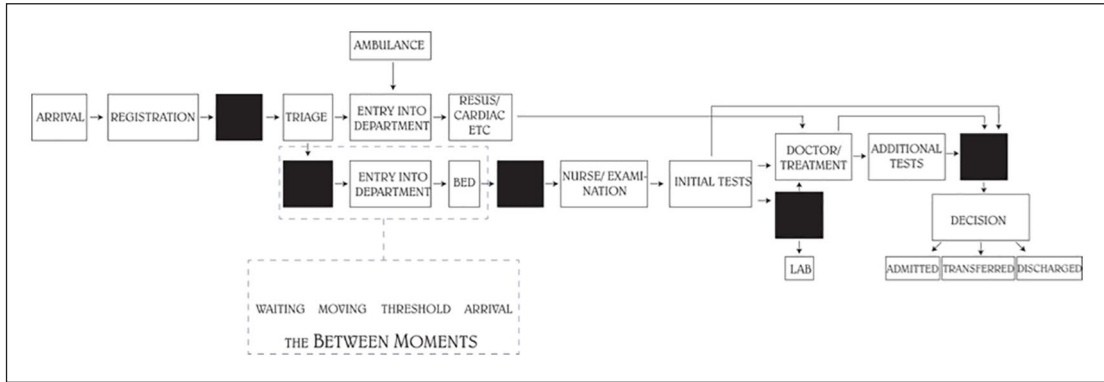 AMBULANCE
ARRIVAL
REGISTRATION
TRIAGE
ENTRY INTO
DEPARTMENT
RESUS/
CARDIAC
ETC
DOCTOR/
TREATMENT
ADDITIONAL
TESTS
ENTRY INTO
DEPARTMENT
BED
NURSE/ EXAMI-
NATION
INITIAL TESTS
DECISION
LAB
ADMITTED
TRANSFERRED
DISCHARGED
WAITING MOVING THRESHOLD ARRIVAL
THE BETWEEN MOMENTS